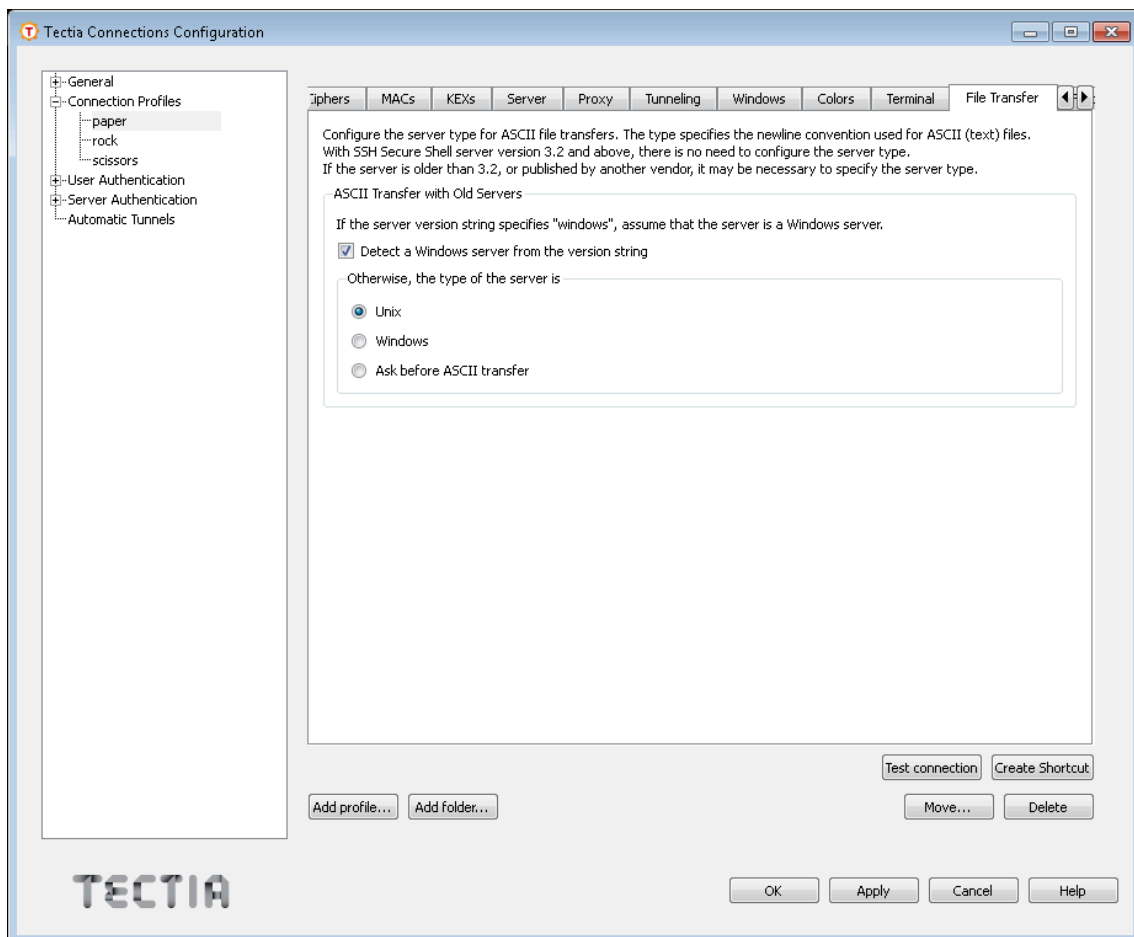 Tectia Connections Configuration
General
Connection Profiles
paper
rock
scissors
User Authentication
Server Authentication
Automatic Tunnels
MACs
KEXs
Server
Proxy
Tunneling
Windows
Colors
Terminal
File Transfer
Configure the server type for ASCII file transfers. The type specifies the newline convention used for ASCII (text) files.
With SSH Secure Shell server version 3.2 and above, there is no need to configure the server type.
If the server is older than 3.2, or published by another vendor, it may be necessary to specify the server type.
ASCII Transfer with Old Servers
If the server version string specifies "windows", assume that the server is a Windows server.
Detect a Windows server from the version string
Otherwise, the type of the server is
Unix
Windows
Ask before ASCII transfer
Test connection
Create Shortcut
Add profile...
Add folder...
Move...
Delete
TECTIA
OK
Apply
Cancel
Help